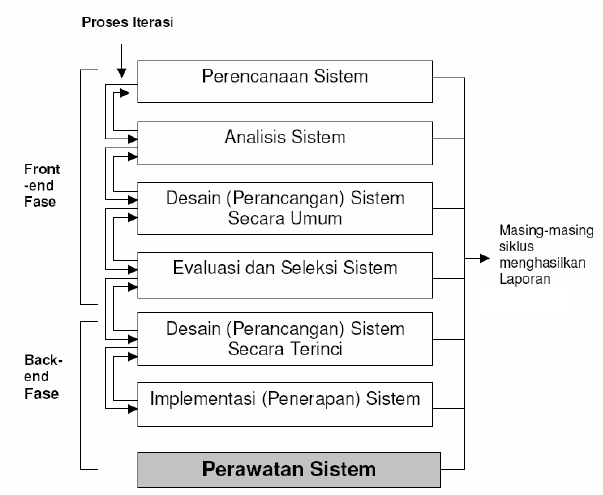 Proses Iterasi
Perencanaan Sistem
Analisis Sistem
Front
-end
Fase
Desain (Perancangan) Sistem
Secara Umum
Masing-masing
siklus
menghasilkan
Laporan
Evaluasi dan Seleksi Sistem
Desain (Perancangan) Sistem
Secara Terinci
Back-
end
Fase
Implementasi (Penerapan) Sistem
Perawatan Sistem